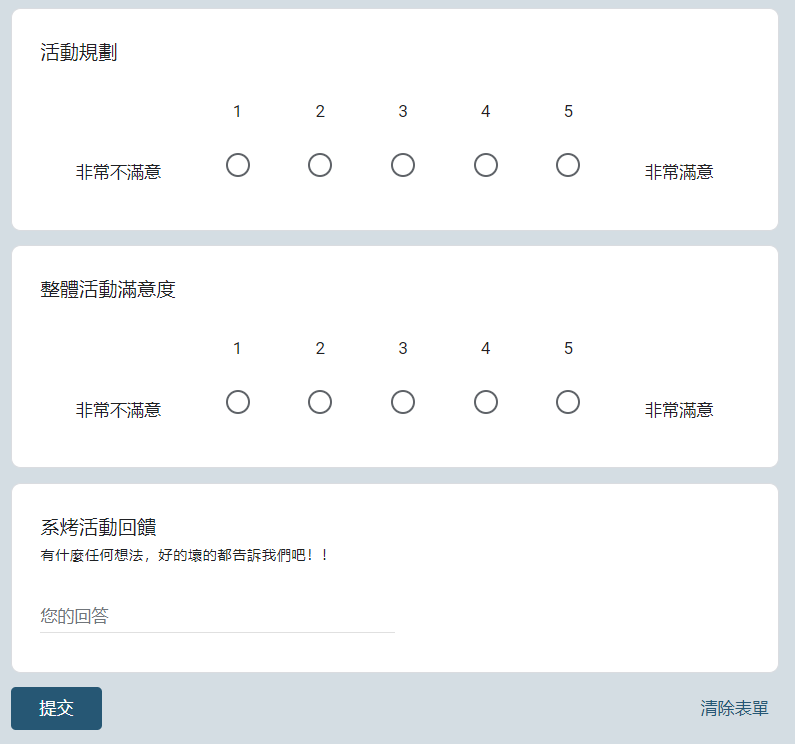 活動規劃
1 2 3 4 5
非常不滿意 非常滿意
整體活動滿意度
1 2 3 4 5
非常不滿意 非常滿意
系烤活動回饋
有什麼任何想法，好的壞的都告訴我們吧！！
您的回答
提交 清除表單